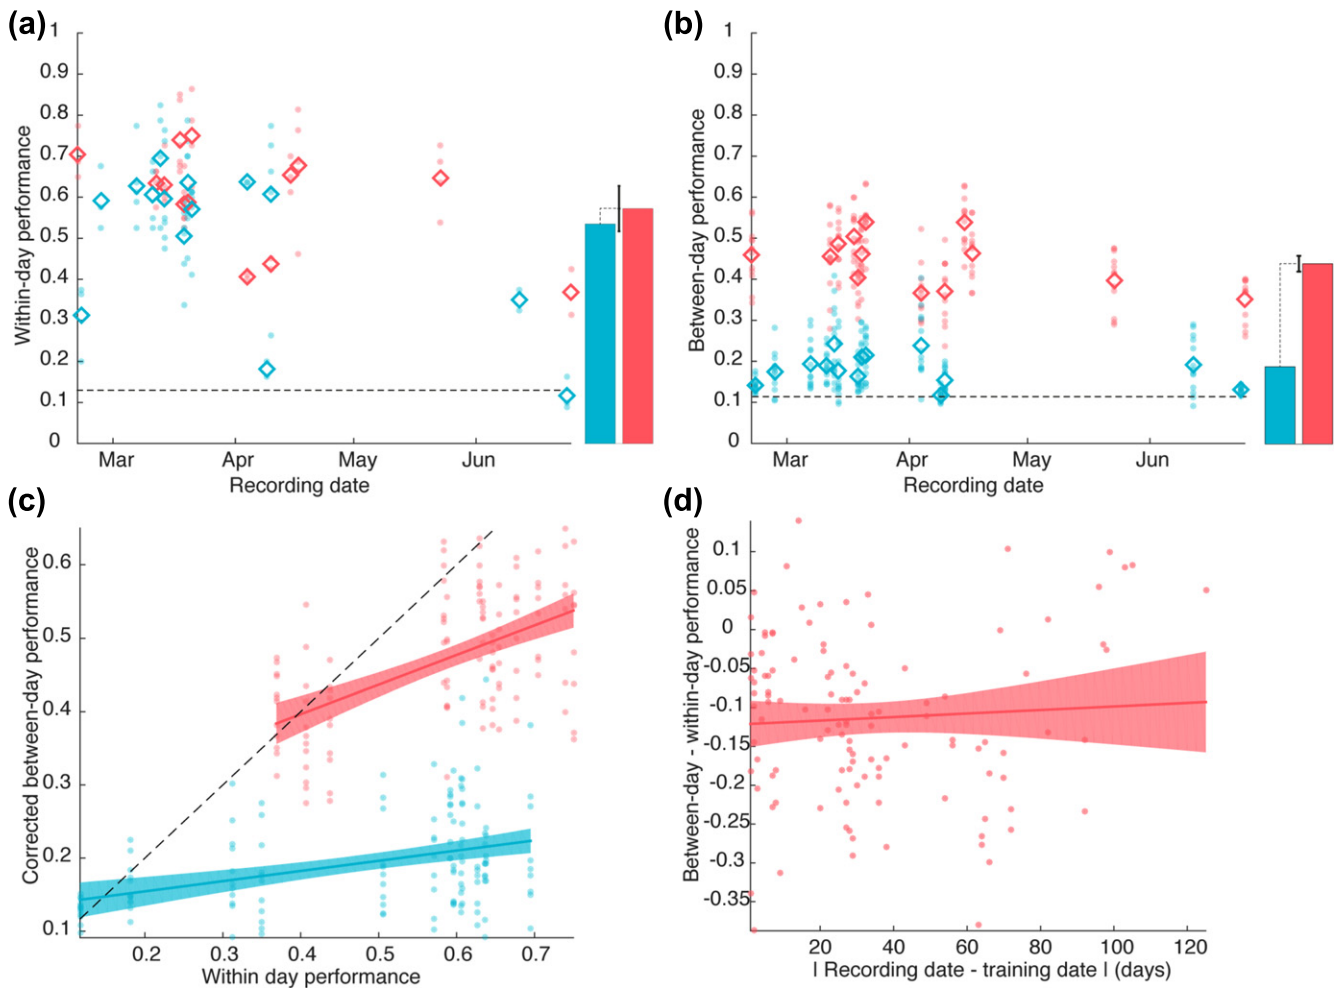 (a)
1
0.9
0.8
0.7
0.6
0.5
0.4
0.3
0.2
0.1
0
Within-day performance
Mar
Apr
May
Jun
Recording date
(b)
1
0.9
0.8
0.7
0.6
0.5
0.4
0.3
0.2
0.1
0
Between-day performance
Mar
Apr
May
Jun
Recording date
(c)
0.6
0.5
0.4
0.3
0.2
0.1
Corrected between-day performance
0.2
0.3
0.4
0.5
0.6
0.7
Within day performance
(d)
0.1
0.05
0
-0.05
-0.1
-0.15
-0.2
-0.25
-0.3
-0.35
Between-day - within-day performance
20
40
60
80
100
120
| Recording date - training date | (days)